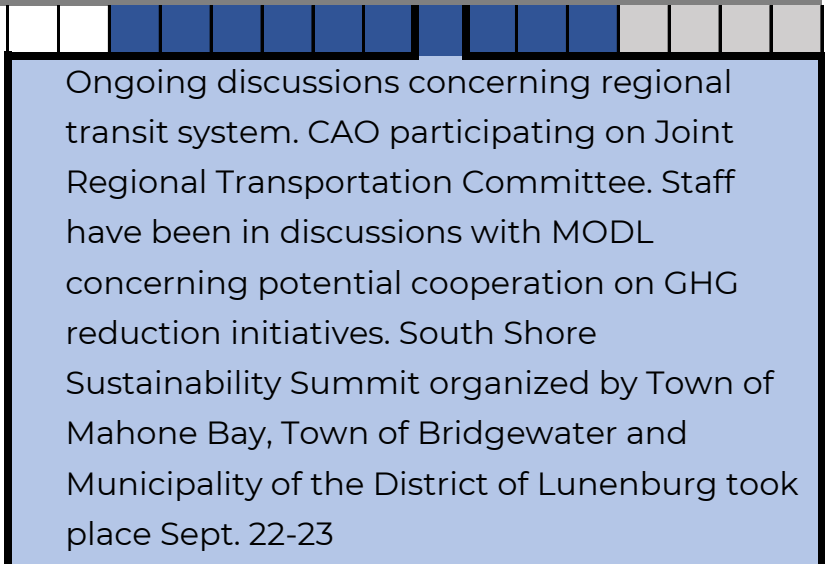 Ongoing discussions concerning regional
transit system. CAO participating on Joint
Regional Transportation Committee. Staff
have been in discussions with MODL
concerning potential cooperation on GHG
reduction initiatives. South Shore
Sustainability Summit organized by Town of
Mahone Bay, Town of Bridgewater and
Municipality of the District of Lunenburg took
place Sept. 22-23